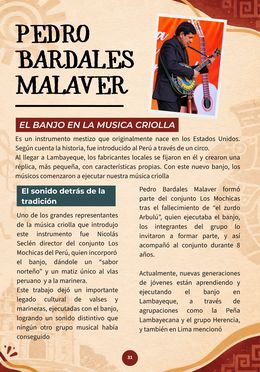 PEDRO
BARDALES
MALAVER
EL BANJO EN LA MUSICA CRIOLLA
Es un instrumento mestizo que originalmente nace en los Estados Unidos.
Según cuenta la historia, fue introducido al Perú a través de un circo.
Al llegar a Lambayeque, los fabricantes locales se fijaron en él y crearon una
réplica, más pequeña, con características propias. Con este nuevo banjo, los
músicos comenzaron a ejecutar nuestra música criolla
El sonido detrás de la
tradición
Uno de los grandes representantes
de la música criolla que introdujo
este instrumento fue Nicolás
Seclén director del conjunto Los
Mochicas del Perú, quien incorporó
el banjo, dándole un "sabor
norteño" y un matiz único al vlas
peruano y a la marinera.
Este trabajo dejó un importante
legado cultural de valses y
marineras, ejecutadas con el banjo,
logrando un sonido distintivo que
ningún otro grupo musical había
conseguido
Pedro Bardales Malaver formó
parte del conjunto Los Mochicas
tras el fallecimiento de "el zurdo
Arbulú", quien ejecutaba el banjo,
los integrantes del grupo lo
invitaron a formar parte, y así
acompañó al conjunto durante 8
años.
Actualmente, nuevas generaciones
de jóvenes están aprendiendo y
ejecutando el banjo en
Lambayeque, a través de
agrupaciones como la Peña
Lambayecana y el grupo Herencia,
y también en Lima mencionó
31